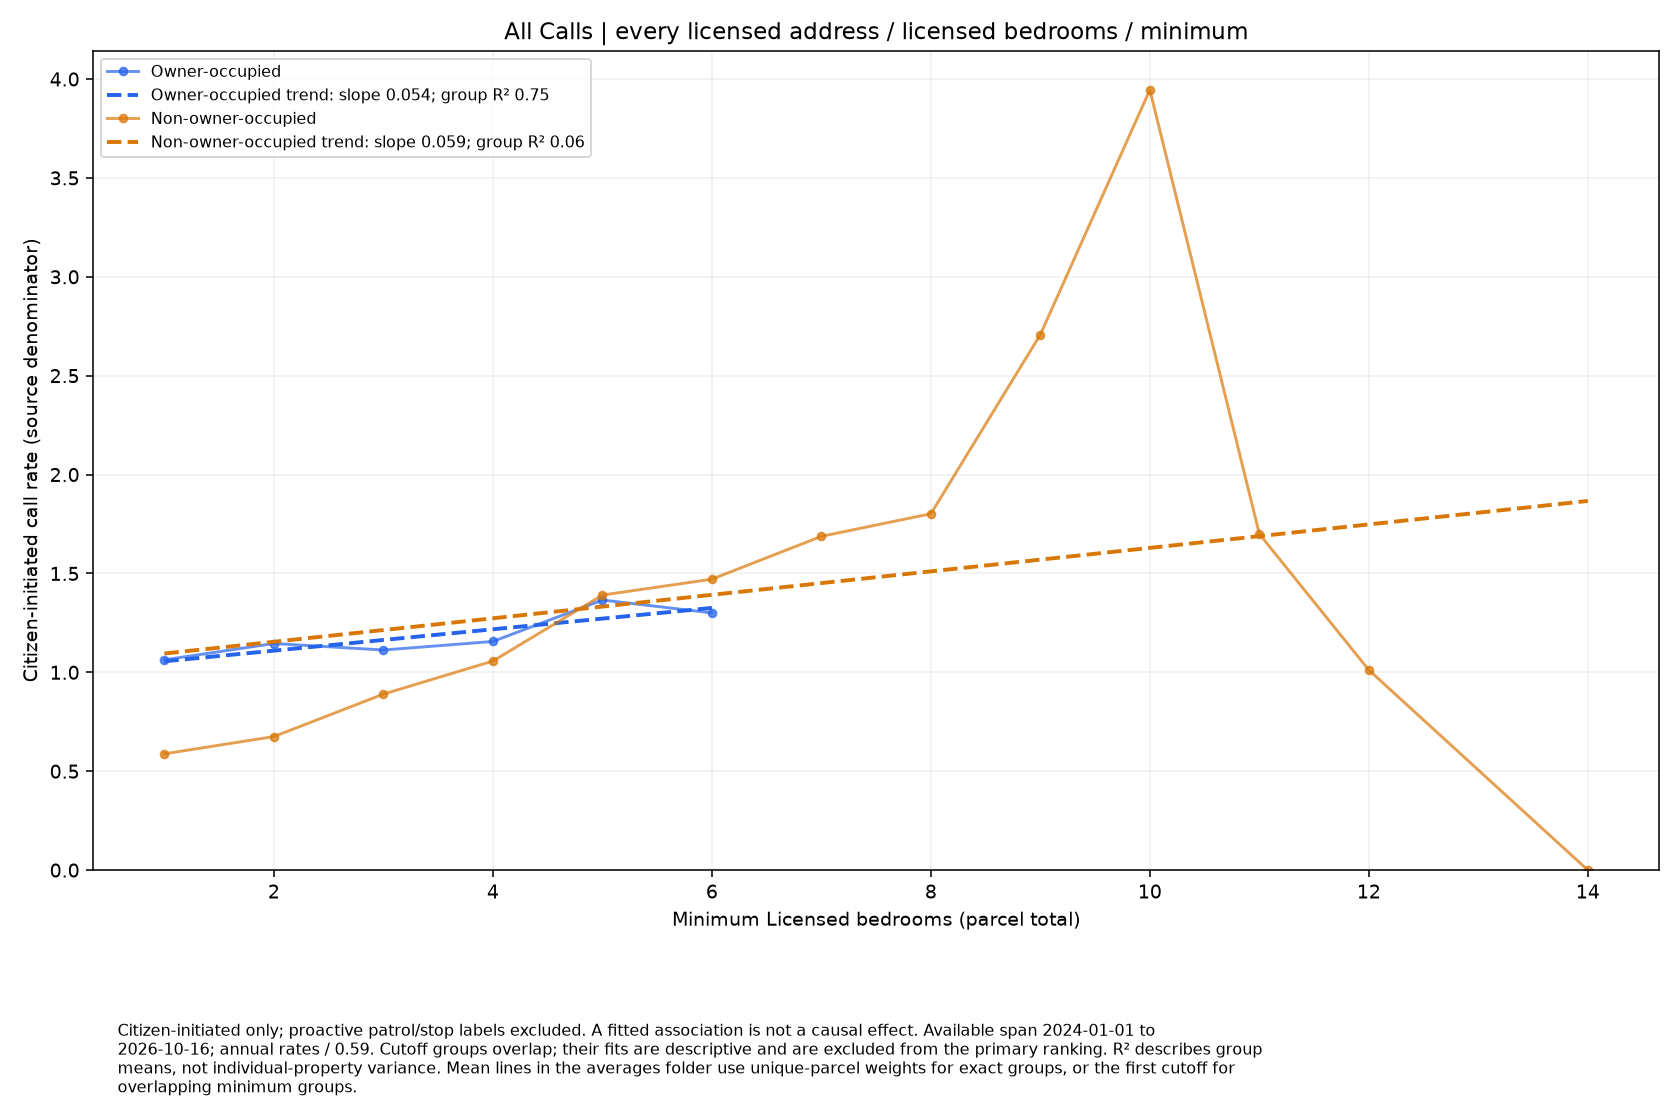 All Calls | every licensed address / licensed bedrooms / minimum
Owner-occupied
Owner-occupied trend: slope 0.054; group R² 0.75
Non-owner-occupied
Non-owner-occupied trend: slope 0.059; group R² 0.06
Citizen-initiated call rate (source denominator)
4.0
3.5
3.0
2.5
2.0
1.5
1.0
0.5
0.0
2 4 6 8 10 12 14
Minimum Licensed bedrooms (parcel total)
Citizen-initiated only; proactive patrol/stop labels excluded. A fitted association is not a causal effect. Available span 2024-01-01 to
2026-10-16; annual rates / 0.59. Cutoff groups overlap; their fits are descriptive and are excluded from the primary ranking. R² describes group
means, not individual-property variance. Mean lines in the averages folder use unique-parcel weights for exact groups, or the first cutoff for
overlapping minimum groups.